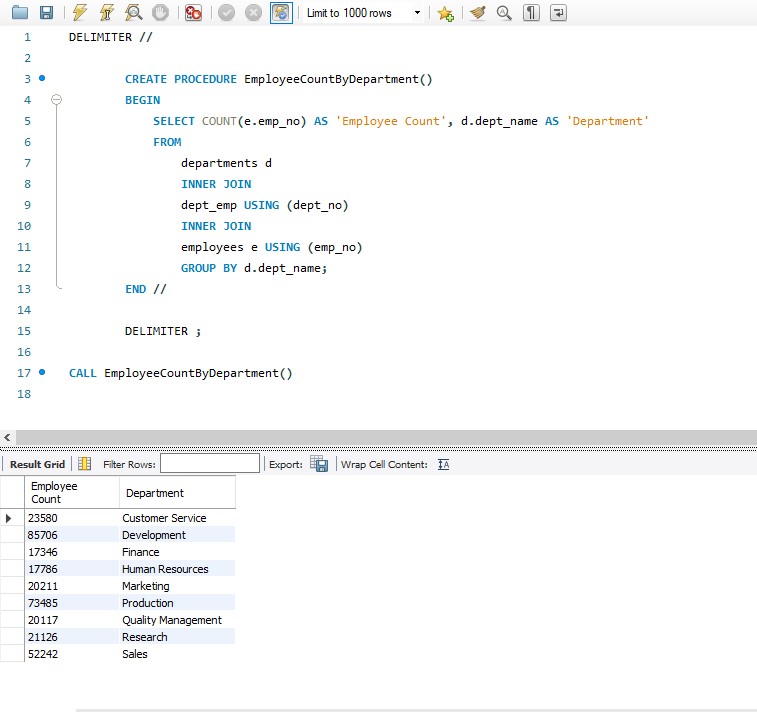 Limit to 1000 rows
1 DELIMITER //
2
3 CREATE PROCEDURE EmployeeCountByDepartment()
4 BEGIN
5 SELECT COUNT(e.emp_no) AS 'Employee Count', d.dept_name AS 'Department'
6 FROM
7 departments d
8 INNER JOIN
9 dept_emp USING (dept_no)
10 INNER JOIN
11 employees e USING (emp_no)
12 GROUP BY d.dept_name;
13 END //
14
15 DELIMITER ;
16
17 CALL EmployeeCountByDepartment()
18
Result Grid Filter Rows: Export: Wrap Cell Content: IA
Employee
Count Department
23580 Customer Service
85706 Development
17346 Finance
17786 Human Resources
20211 Marketing
73485 Production
20117 Quality Management
21126 Research
52242 Sales